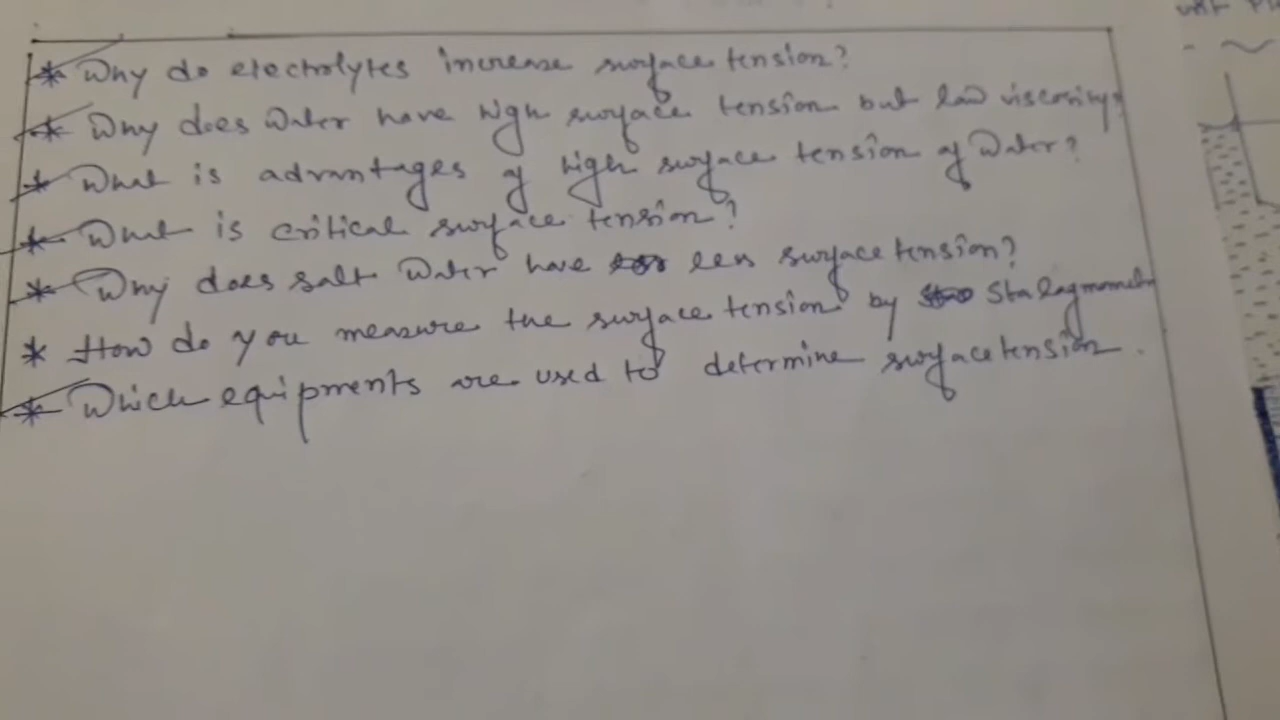 * Why do electrolytes increase surface tension?
* Why does water have high surface tension but low viscosity?
* What is advantages of high surface tension of water?
* What is critical surface tension?
* Why does salt water have less surface tension?
* How do you measure the surface tension by Stalagmometer
* Which equipments are used to determine surface tension.